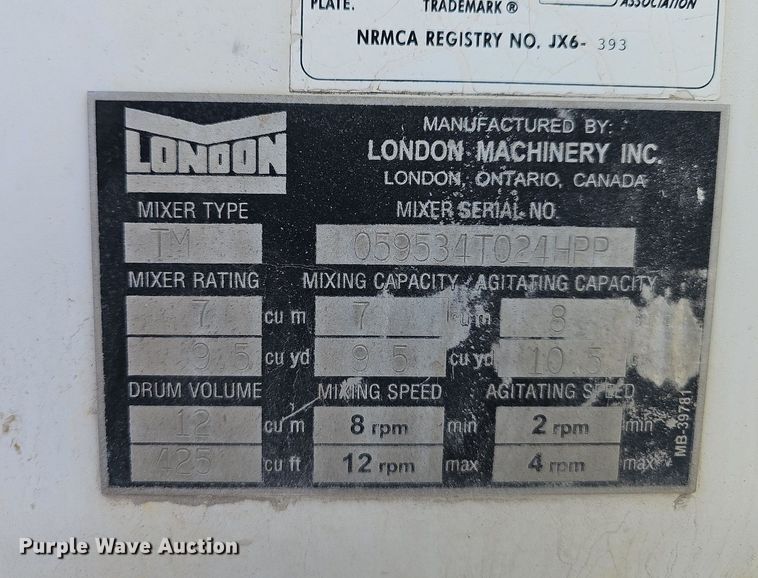 PLATE. TRADEMARK ® ASSOCIATION
NRMCA REGISTRY NO. JX6- 393
LONDON
MANUFACTURED BY:
LONDON MACHINERY INC.
LONDON, ONTARIO, CANADA
MIXER TYPE MIXER SERIAL NO.
TM 059534T024HPP
MIXER RATING MIXING CAPACITY AGITATING CAPACITY
7 cu m 7 cu m 8
9.5 cu yd 9.5 cu yd 10.5
DRUM VOLUME MIXING SPEED AGITATING SPEED
12 cu m 8 rpm min 2 rpm min
425 cu ft 12 rpm max 4 rpm max
MB-39781
Purple Wave Auction